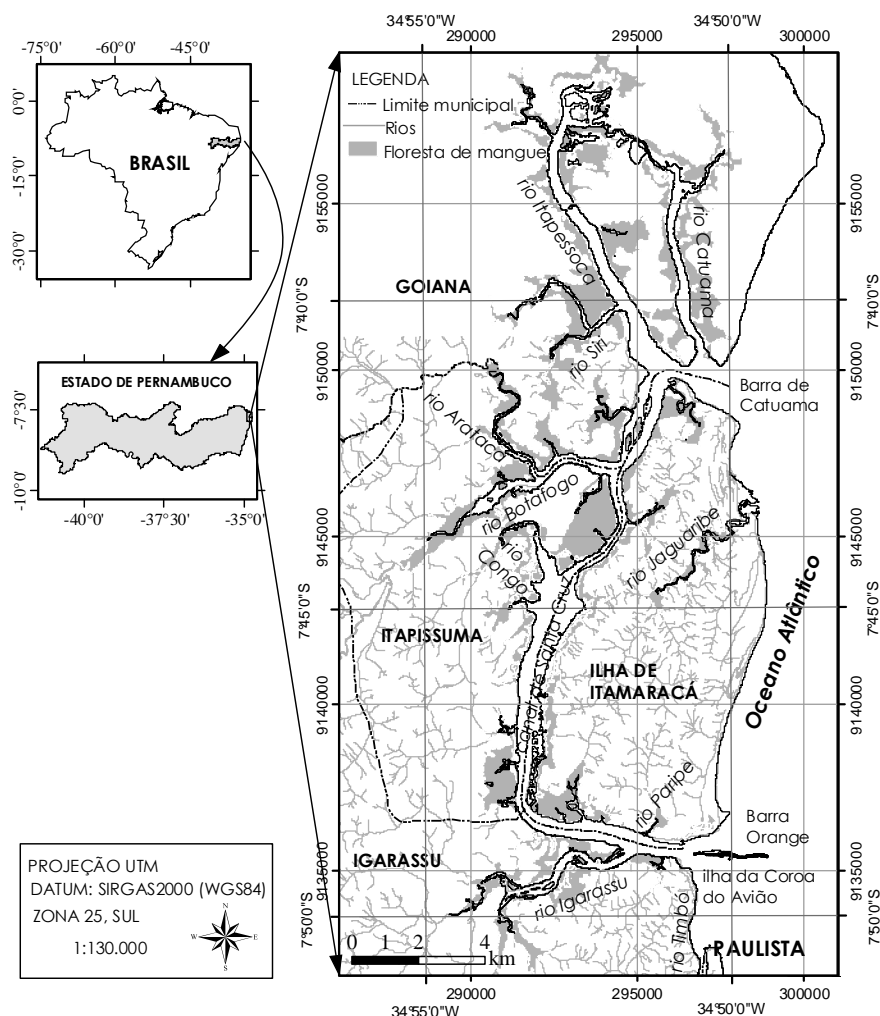 34°55'0"W
34°50'0"W
290000
295000
300000
-75°0'
-60°0'
-45°0'
0°0'
-15°0'
-30°0'
BRASIL
ESTADO DE PERNAMBUCO
-7°30'
-10°0'
-40°0'
-37°30'
-35°0'
LEGENDA
Limite municipal
Rios
Floresta de mangue
9155000
9155000
rio Itapessoca
rio Catuama
GOIANA
7°40'0"S
7°40'0"S
rio Siri
9150000
9150000
Barra de
Catuama
rio Arataca
rio Botafogo
rio
Congo
rio Jaguaribe
9145000
9145000
7°45'0"S
7°45'0"S
ITAPISSUMA
Canal de Santa Cruz
ILHA DE
ITAMARACÁ
Oceano Atlântico
9140000
9140000
rio Paripe
Barra
Orange
IGARASSU
9135000
9135000
ilha da Coroa
do Avião
rio Igarassu
rio Timbó
7°50'0"S
7°50'0"S
PAULISTA
0 1 2 4
km
290000
295000
300000
34°55'0"W
34°50'0"W
PROJEÇÃO UTM
DATUM: SIRGAS2000 (WGS84)
ZONA 25, SUL
1:130.000
N
W
E
S